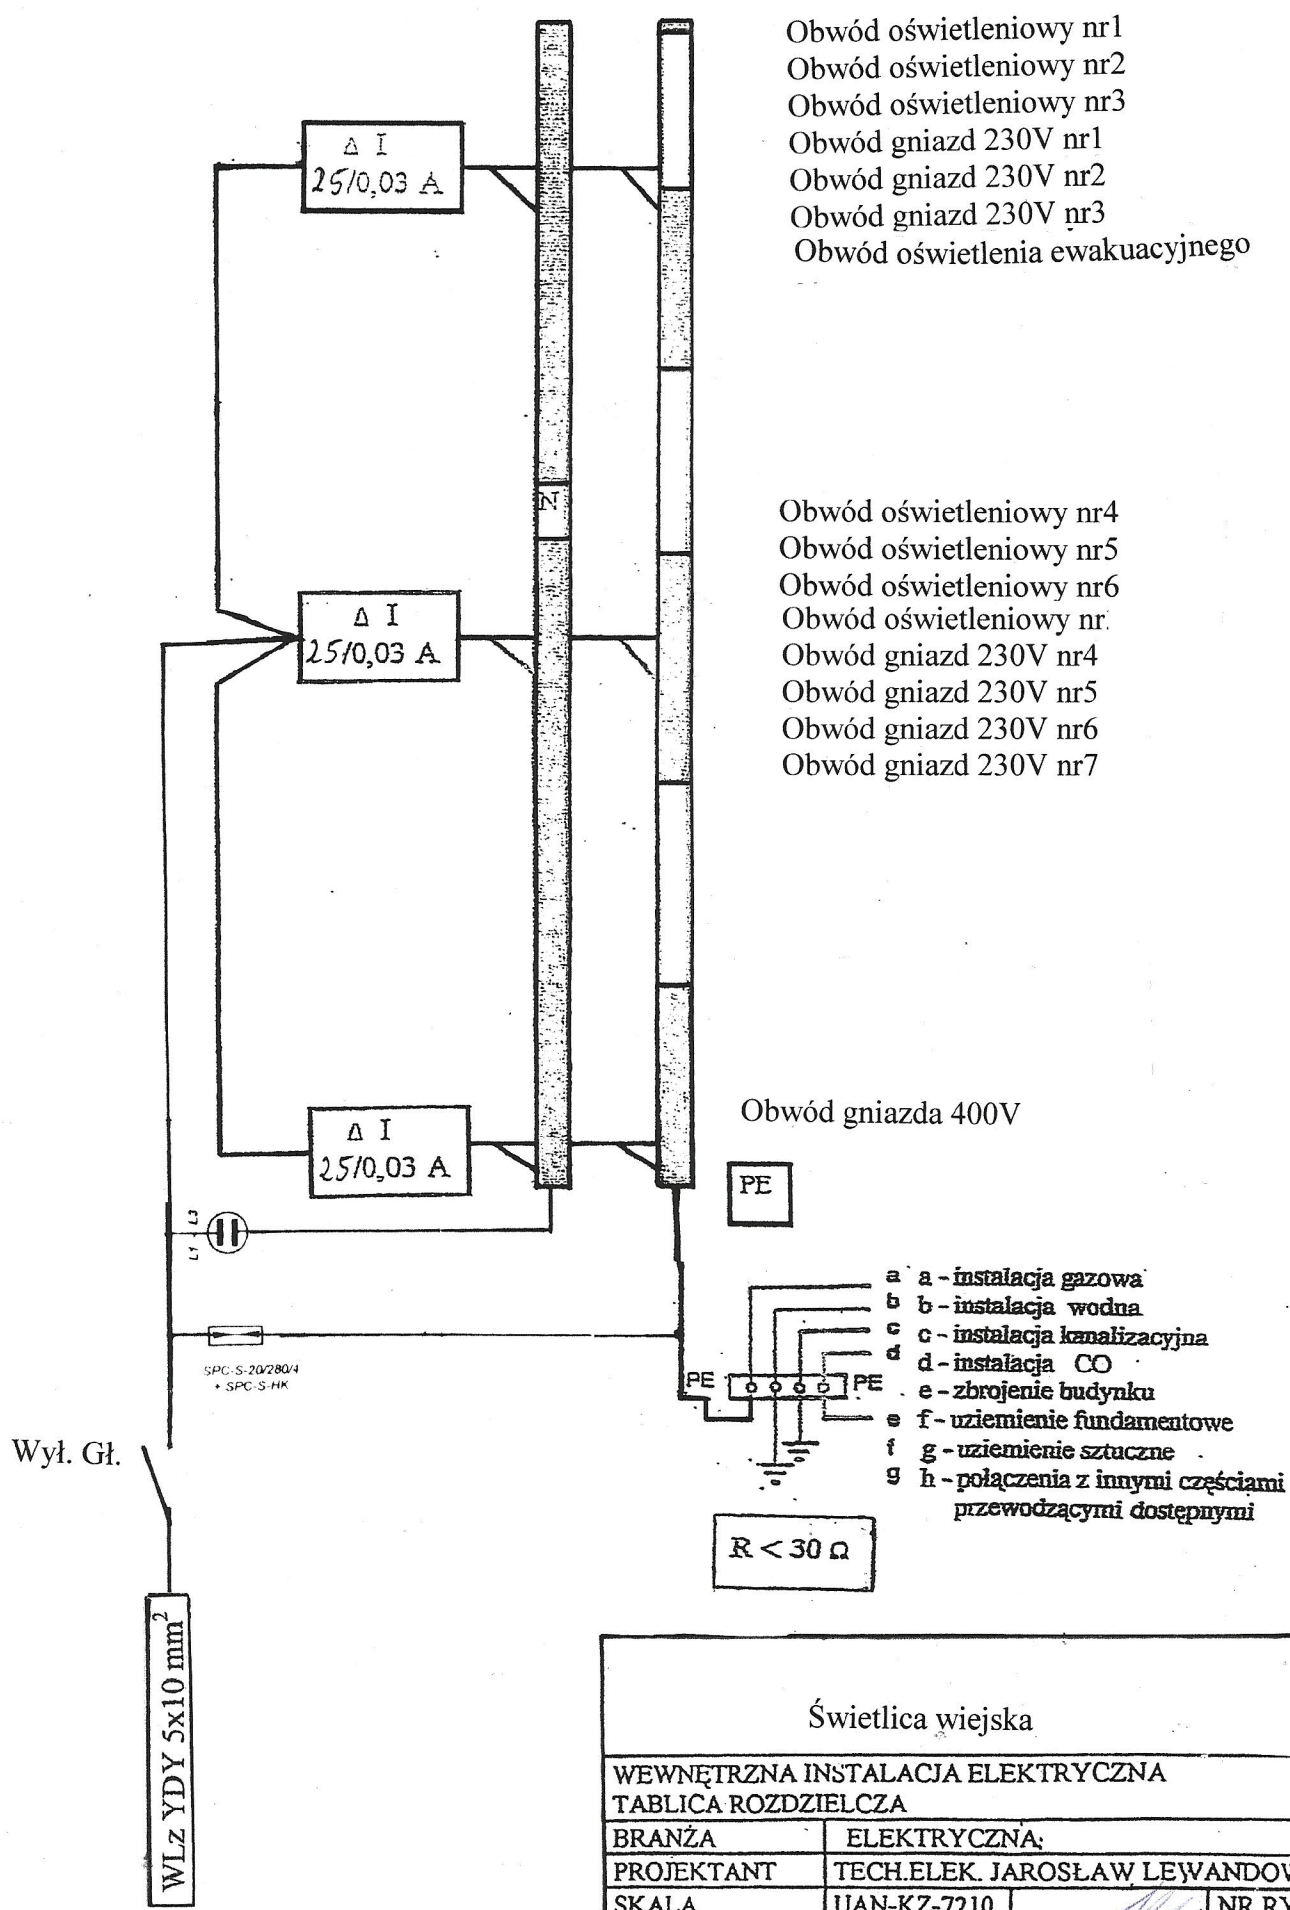 Obwód oświetleniowy nr1
Obwód oświetleniowy nr2
Obwód oświetleniowy nr3
Obwód gniazd 230V nr1
Obwód gniazd 230V nr2
Obwód gniazd 230V nr3
Obwód oświetlenia ewakuacyjnego
Δ I
25/0,03 A
N
Obwód oświetleniowy nr4
Obwód oświetleniowy nr5
Obwód oświetleniowy nr6
Obwód oświetleniowy nr
Obwód gniazd 230V nr4
Obwód gniazd 230V nr5
Obwód gniazd 230V nr6
Obwód gniazd 230V nr7
Δ I
25/0,03 A
Obwód gniazda 400V
Δ I
25/0,03 A
PE
L1 L3
SPC-S-20/280/4
+ SPC-S-HK
a a - instalacja gazowa
b b - instalacja wodna
c c - instalacja kanalizacyjna
d d - instalacja CO
PE PE
e - zbrojenie budynku
e f - uziemienie fundamentowe
f g - uziemienie sztuczne
g h - połączenia z innymi częściami
przewodzącymi dostępnymi
Wył. Gł.
R < 30 Ω
WLz YDY 5x10 mm²
Świetlica wiejska
WEWNĘTRZNA INSTALACJA ELEKTRYCZNA
TABLICA ROZDZIELCZA
BRANŻA ELEKTRYCZNA
PROJEKTANT TECH.ELEK. JAROSŁAW LEWANDOW
SKALA UAN-KZ-7210 NR RY